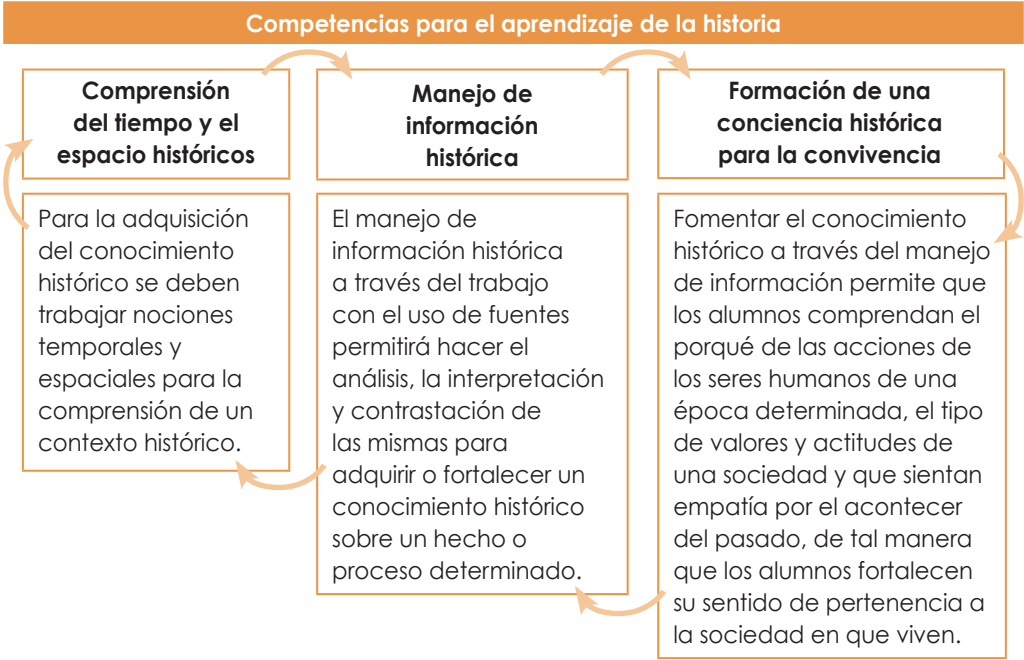 Competencias para el aprendizaje de la historia
Comprensión
del tiempo y el
espacio históricos
Para la adquisición
del conocimiento
histórico se deben
trabajar nociones
temporales y
espaciales para la
comprensión de un
contexto histórico.
Manejo de
información
histórica
El manejo de
información histórica
a través del trabajo
con el uso de fuentes
permitirá hacer el
análisis, la interpretación
y contrastación de
las mismas para
adquirir o fortalecer un
conocimiento histórico
sobre un hecho o
proceso determinado.
Formación de una
conciencia histórica
para la convivencia
Fomentar el conocimiento
histórico a través del manejo
de información permite que
los alumnos comprendan el
porqué de las acciones de
los seres humanos de una
época determinada, el tipo
de valores y actitudes de
una sociedad y que sientan
empatía por el acontecer
del pasado, de tal manera
que los alumnos fortalecen
su sentido de pertenencia a
la sociedad en que viven.